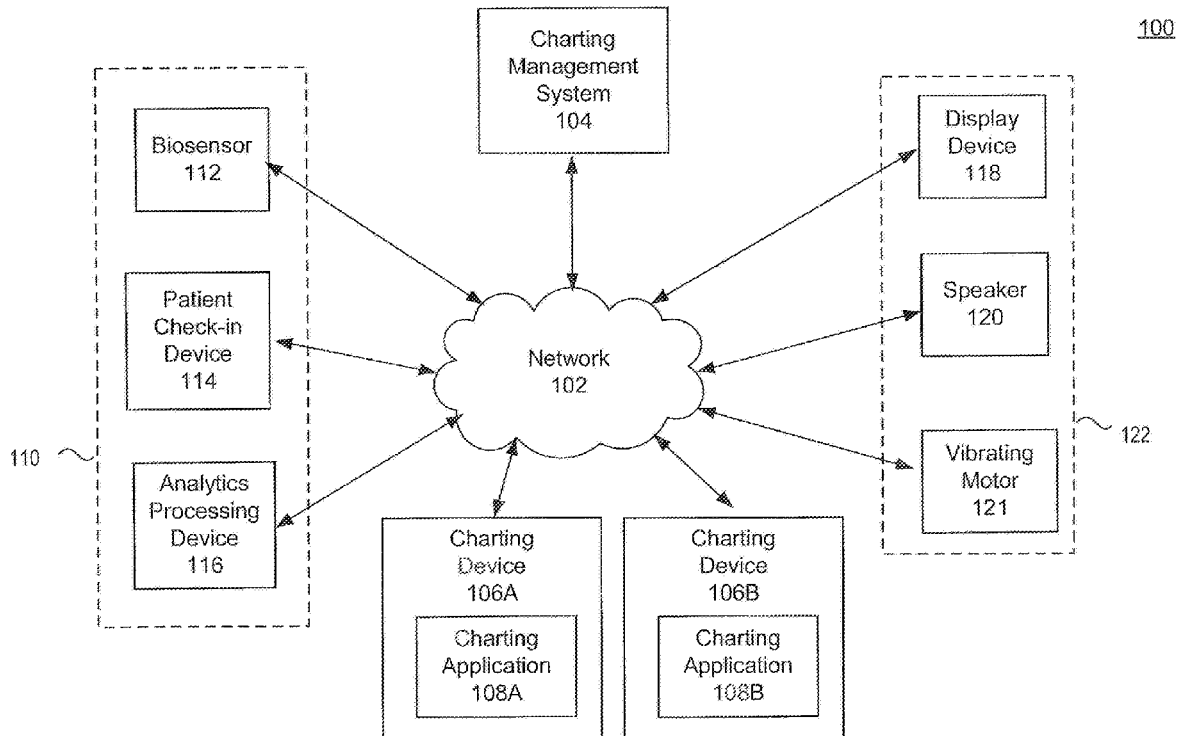 100
Charting
Management
System
104
Biosensor
112
Patient
Check-in
Device
114
Analytics
Processing
Device
116
110
Network
102
Display
Device
118
Speaker
120
Vibrating
Motor
121
122
Charting
Device
106A
Charting
Application
108A
Charting
Device
106B
Charting
Application
108B